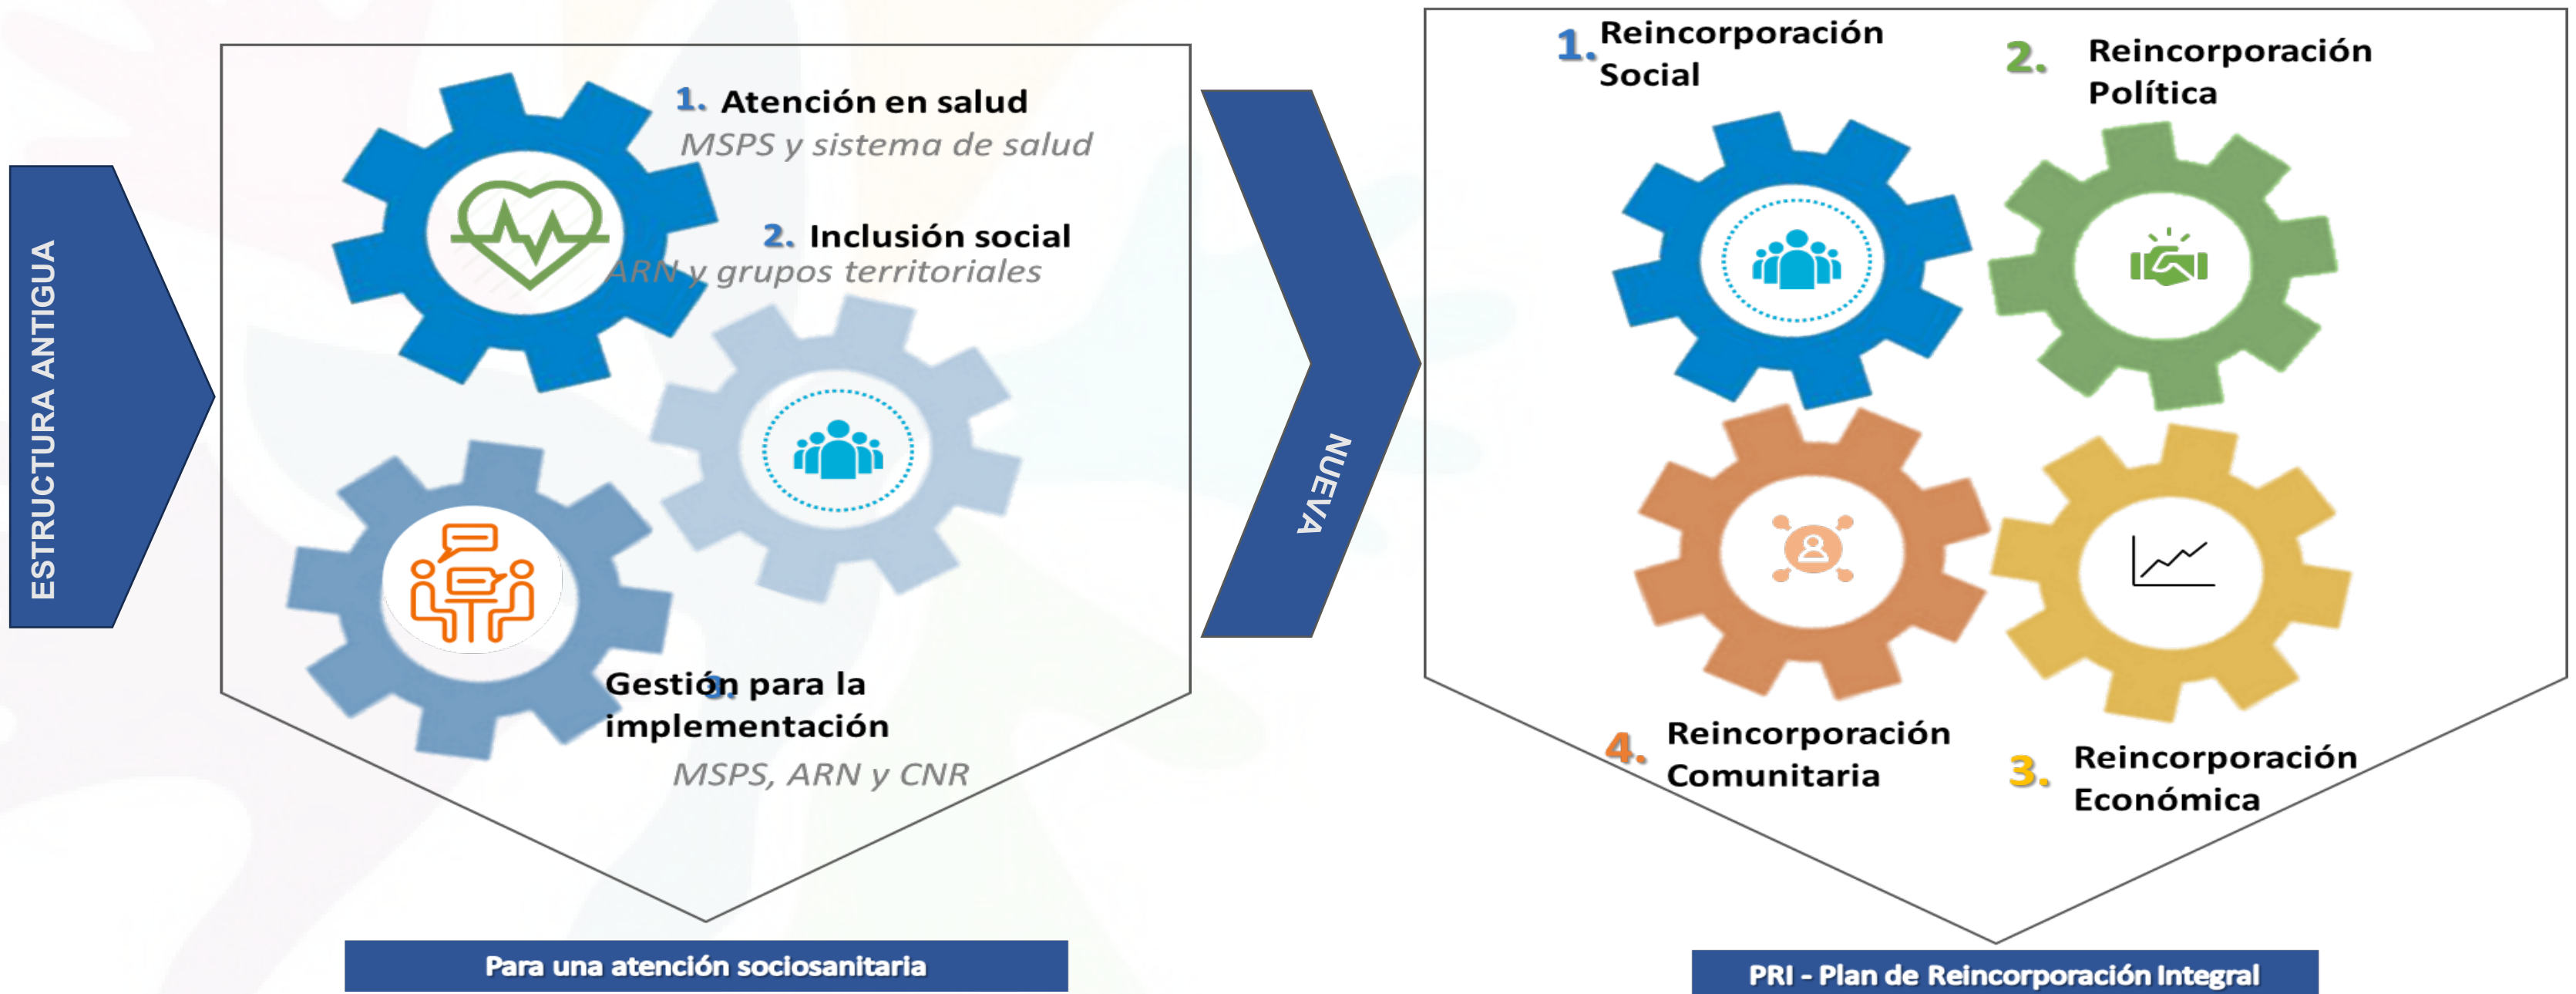 ESTRUCTURA ANTIGUA
1. Atención en salud
MSPS y sistema de salud
2. Inclusión social
ARN y grupos territoriales
3.
Gestión para la
implementación
MSPS, ARN y CNR
Para una atención sociosanitaria
NUEVA
1. Reincorporación
Social
2. Reincorporación
Política
4. Reincorporación
Comunitaria
3. Reincorporación
Económica
PRI - Plan de Reincorporación Integral